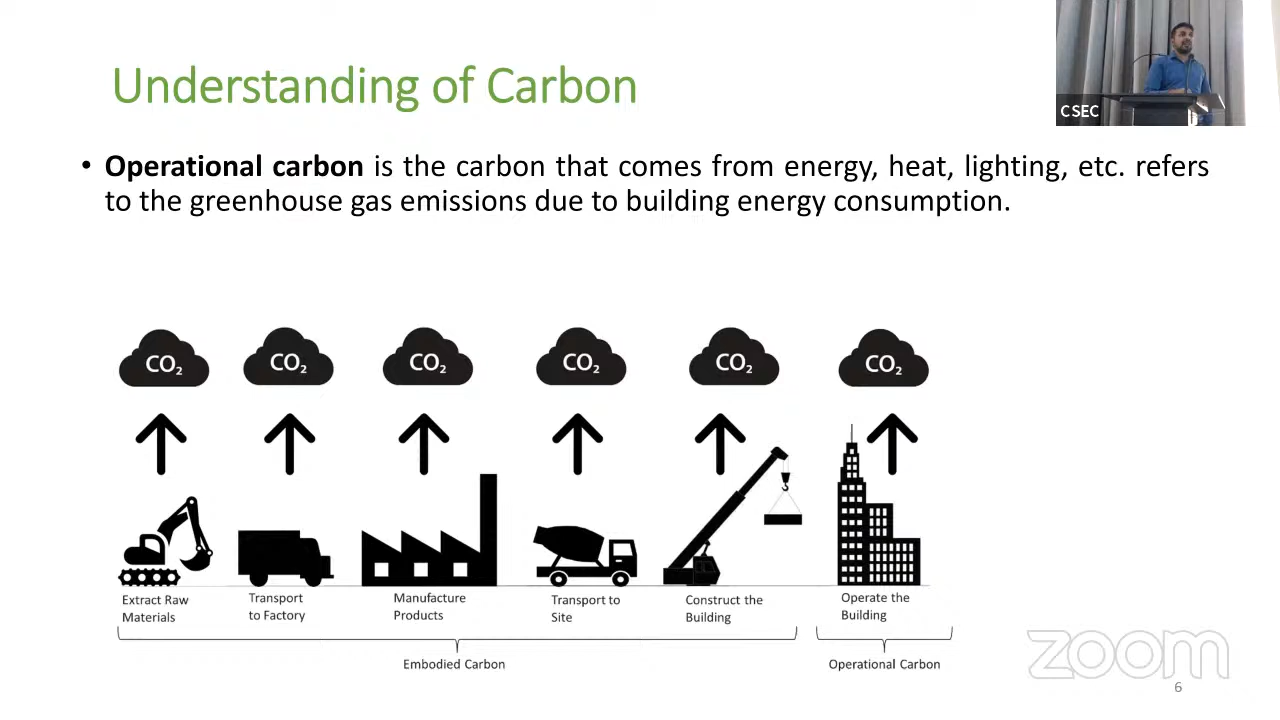 Understanding of Carbon
CSEC
• Operational carbon is the carbon that comes from energy, heat, lighting, etc. refers
to the greenhouse gas emissions due to building energy consumption.
CO₂ CO₂ CO₂ CO₂ CO₂ CO₂
Extract Raw
Materials
Transport
to Factory
Manufacture
Products
Transport to
Site
Construct the
Building
Operate the
Building
Embodied Carbon
Operational Carbon
zoom
6